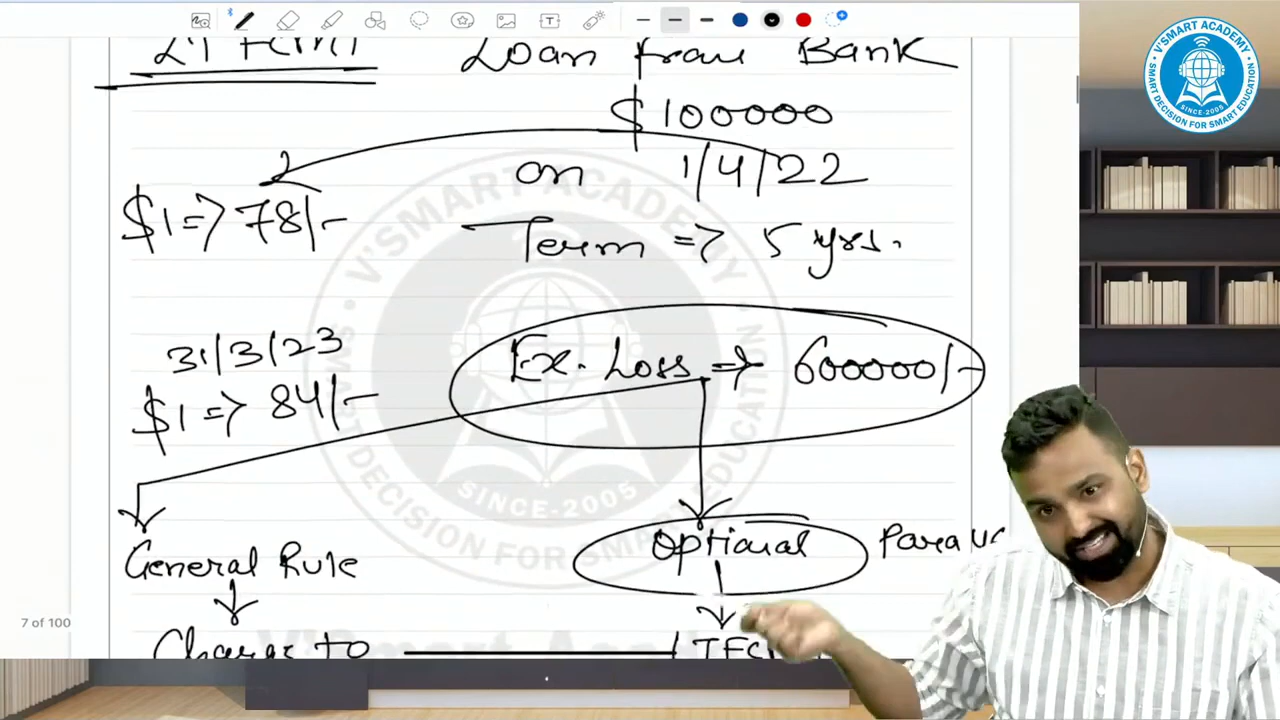 LT FCMI
Loan from Bank
$100000
on 1/4/22
$1 => 78/-
Term => 5 yrs.
31/3/23
$1 => 84/-
Ex. Loss => 600000/-
General Rule
Optional
Para
Charge to
7 of 100
V'SMART ACADEMY
SMART DECISION FOR SMART EDUCATION
SINCE-2005